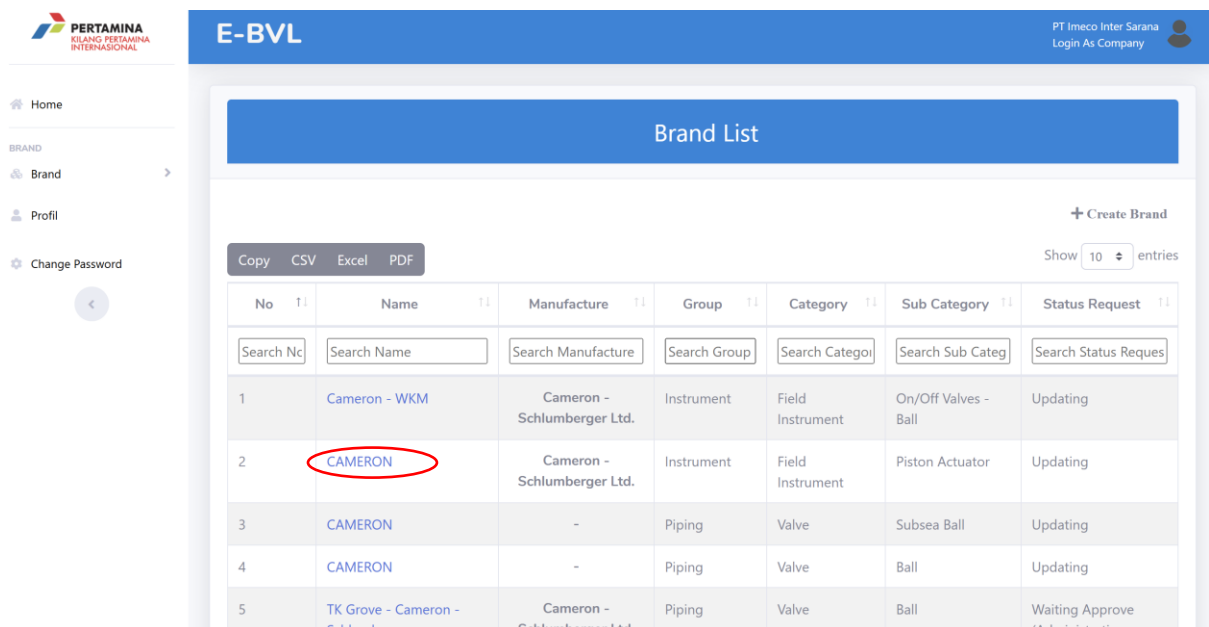 PERTAMINA
KILANG PERTAMINA
INTERNASIONAL
E-BVL
PT Imeco Inter Sarana
Login As Company
Home
BRAND
Brand
Profil
Change Password
Brand List
+ Create Brand
Copy CSV Excel PDF
Show 10 entries
No Name Manufacture Group Category Sub Category Status Request
Search Nc Search Name Search Manufacture Search Group Search Categor Search Sub Categ Search Status Reques
1 Cameron - WKM Cameron - Instrument Field On/Off Valves - Updating
Schlumberger Ltd. Instrument Ball
2 CAMERON Cameron - Instrument Field Piston Actuator Updating
Schlumberger Ltd. Instrument
3 CAMERON - Piping Valve Subsea Ball Updating
4 CAMERON - Piping Valve Ball Updating
5 TK Grove - Cameron - Cameron - Piping Valve Ball Waiting Approve